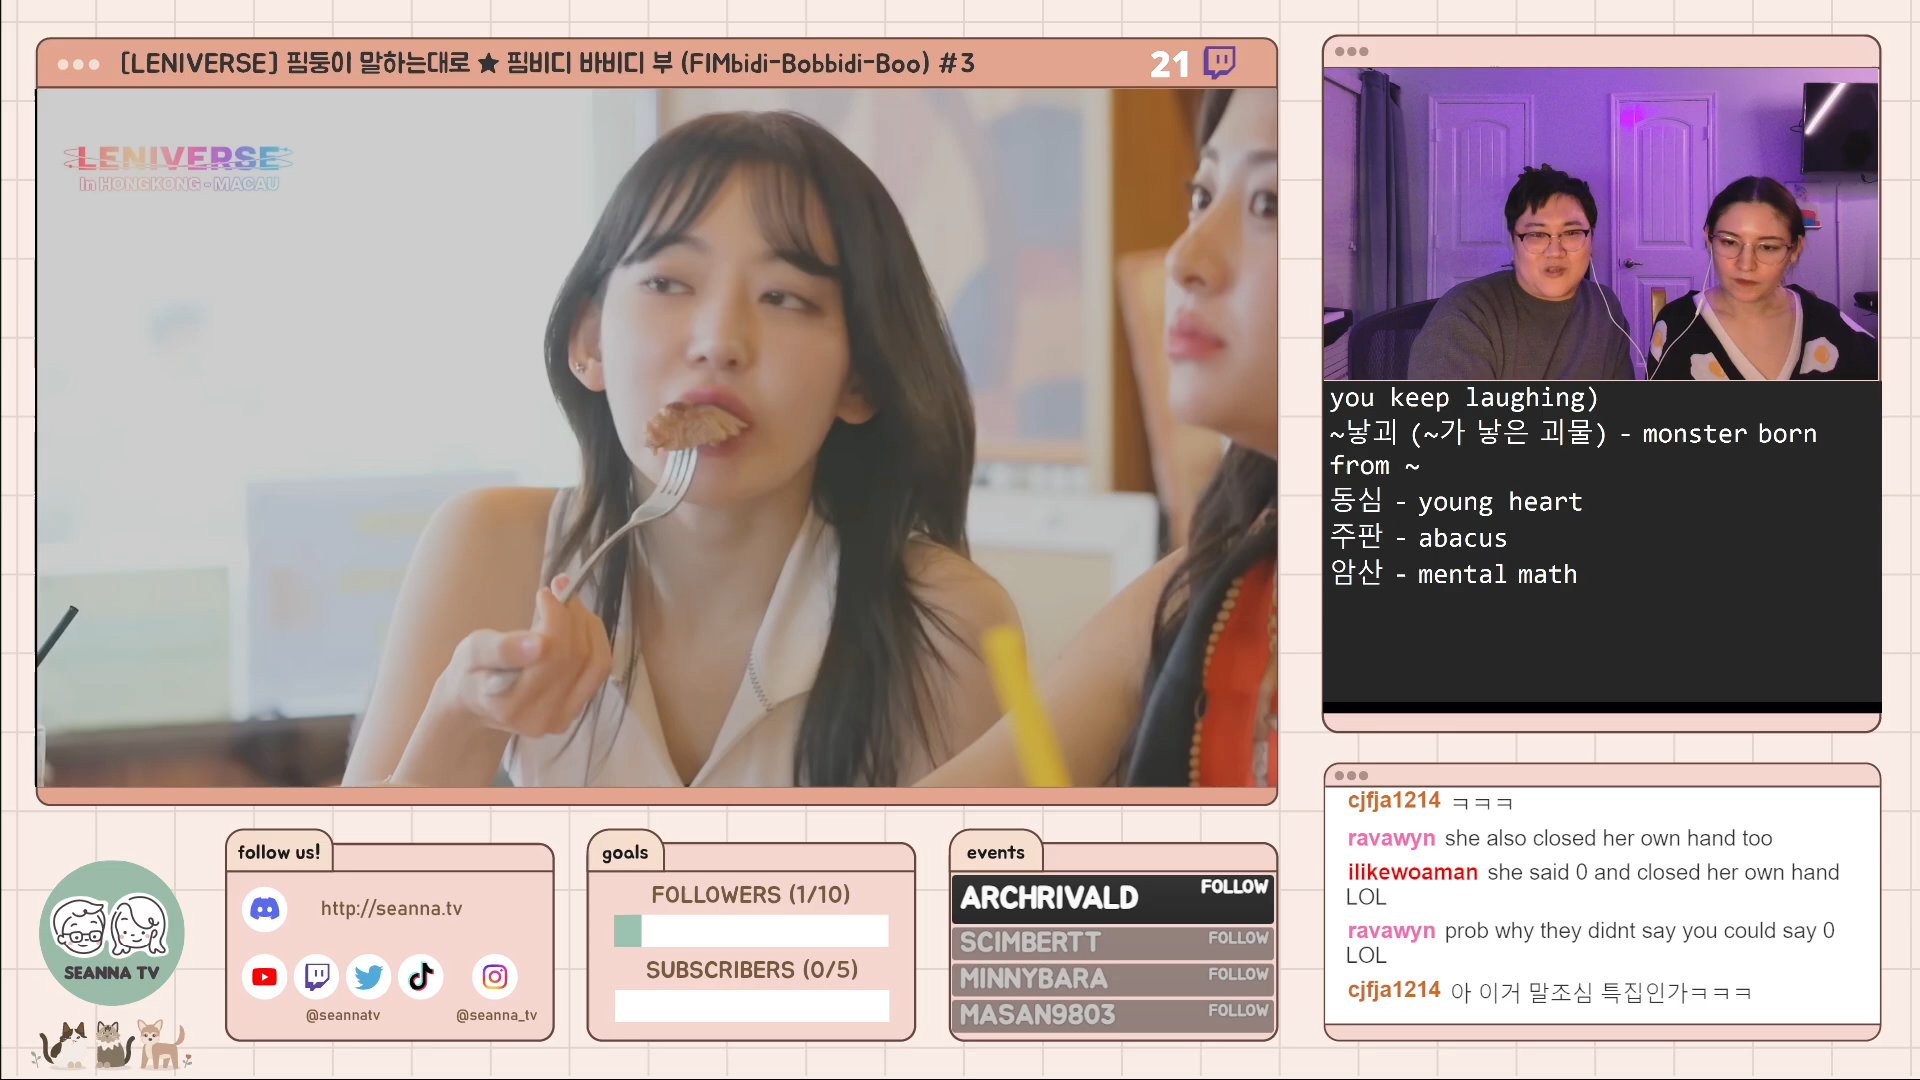 [LENIVERSE] 핌둥이 말하는대로 ★ 핌비디 바비디 부 (FIMbidi-Bobbidi-Boo) #3
21
LENIVERSE
In HONGKONG - MACAU
you keep laughing)
~낳괴 (~가 낳은 괴물) - monster born
from ~
동심 - young heart
주판 - abacus
암산 - mental math
cjfja1214 ㅋㅋㅋ
ravawyn she also closed her own hand too
ilikewoaman she said 0 and closed her own hand
LOL
ravawyn prob why they didnt say you could say 0
LOL
cjfja1214 아 이거 말조심 특집인가ㅋㅋㅋ
SEANNA TV
follow us!
http://seanna.tv
@seannatv
@seanna_tv
goals
FOLLOWERS (1/10)
SUBSCRIBERS (0/5)
events
ARCHRIVALD FOLLOW
SCIMBERTT FOLLOW
MINNYBARA FOLLOW
MASAN9803 FOLLOW